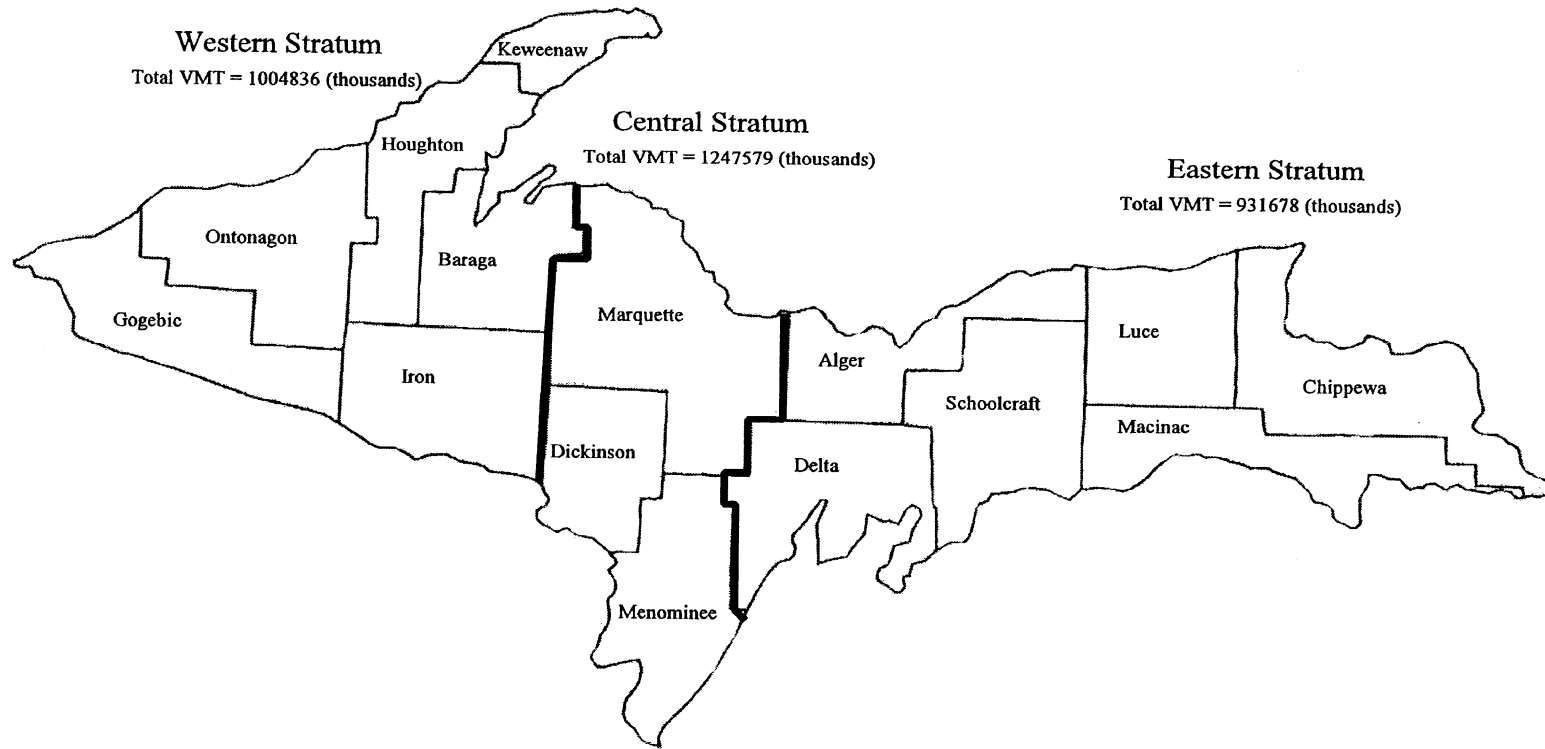 Western Stratum
Total VMT = 1004836 (thousands)
Keweenaw
Central Stratum
Total VMT = 1247579 (thousands)
Eastern Stratum
Total VMT = 931678 (thousands)
Houghton
Ontonagon
Baraga
Gogebic
Marquette
Luce
Alger
Iron
Chippewa
Schoolcraft
Macinac
Dickinson
Delta
Menominee